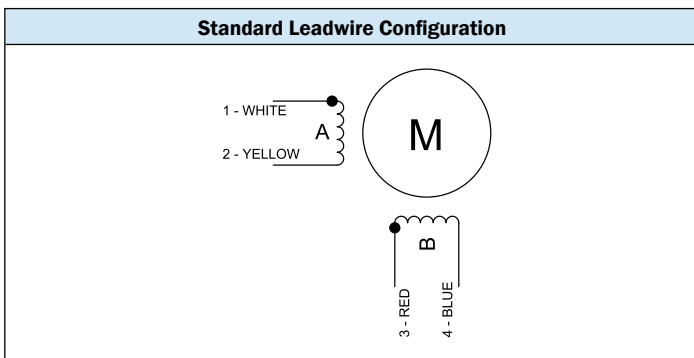 Standard Leadwire Configuration
1 - WHITE
A
2 - YELLOW
M
B
3 - RED
4 - BLUE